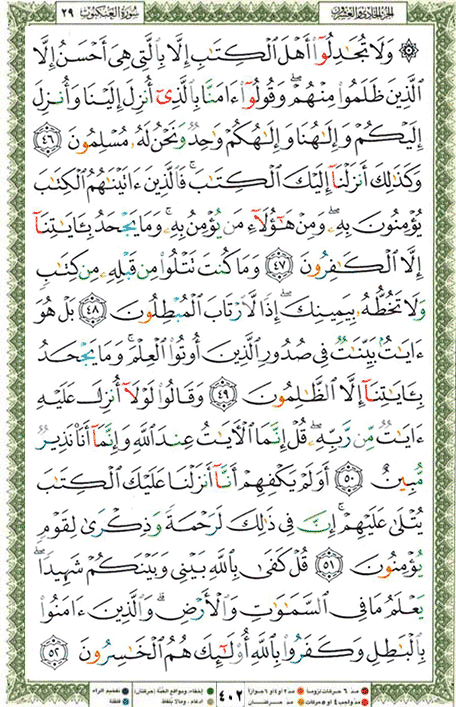 الجزء الحادي والعشرون سورة العنكبوت ٢٩
۞ وَلَا تُجَـٰدِلُوٓا۟ أَهْلَ ٱلْكِتَـٰبِ إِلَّا بِٱلَّتِى هِىَ أَحْسَنُ إِلَّا
ٱلَّذِينَ ظَلَمُوا۟ مِنْهُمْ ۖ وَقُولُوٓا۟ ءَامَنَّا بِٱلَّذِىٓ أُنزِلَ إِلَيْنَا وَأُنزِلَ
إِلَيْكُمْ وَإِلَـٰهُنَا وَإِلَـٰهُكُمْ وَٰحِدٌ وَنَحْنُ لَهُۥ مُسْلِمُونَ ٤٦
وَكَذَٰلِكَ أَنزَلْنَآ إِلَيْكَ ٱلْكِتَـٰبَ ۚ فَٱلَّذِينَ ءَاتَيْنَـٰهُمُ ٱلْكِتَـٰبَ
يُؤْمِنُونَ بِهِۦ ۖ وَمِنْ هَـٰٓؤُلَآءِ مَن يُؤْمِنُ بِهِۦ ۚ وَمَا يَجْحَدُ بِـَٔايَـٰتِنَآ
إِلَّا ٱلْكَـٰفِرُونَ ٤٧ وَمَا كُنتَ تَتْلُوا۟ مِن قَبْلِهِۦ مِن كِتَـٰبٍ
وَلَا تَخُطُّهُۥ بِيَمِينِكَ ۖ إِذًا لَّٱرْتَابَ ٱلْمُبْطِلُونَ ٤٨ بَلْ هُوَ
ءَايَـٰتٌۢ بَيِّنَـٰتٌ فِى صُدُورِ ٱلَّذِينَ أُوتُوا۟ ٱلْعِلْمَ ۚ وَمَا يَجْحَدُ
بِـَٔايَـٰتِنَآ إِلَّا ٱلظَّـٰلِمُونَ ٤٩ وَقَالُوا۟ لَوْلَآ أُنزِلَ عَلَيْهِ
ءَايَـٰتٌ مِّن رَّبِّهِۦ ۖ قُلْ إِنَّمَا ٱلْـَٔايَـٰتُ عِندَ ٱللَّهِ وَإِنَّمَآ أَنَا۠ نَذِيرٌ
مُّبِينٌ ٥٠ أَوَلَمْ يَكْفِهِمْ أَنَّآ أَنزَلْنَا عَلَيْكَ ٱلْكِتَـٰبَ
يُتْلَىٰ عَلَيْهِمْ ۚ إِنَّ فِى ذَٰلِكَ لَرَحْمَةً وَذِكْرَىٰ لِقَوْمٍ
يُؤْمِنُونَ ٥١ قُلْ كَفَىٰ بِٱللَّهِ بَيْنِى وَبَيْنَكُمْ شَهِيدًا ۖ
يَعْلَمُ مَا فِى ٱلسَّمَـٰوَٰتِ وَٱلْأَرْضِ ۗ وَٱلَّذِينَ ءَامَنُوا۟
بِٱلْبَـٰطِلِ وَكَفَرُوا۟ بِٱللَّهِ أُو۟لَـٰٓئِكَ هُمُ ٱلْخَـٰسِرُونَ ٥٢
مد ٦ حركات لزوماً مد ٢ او ٤ او ٦ جوازاً ٤٠٢ إخفاء، ومواقع الغنة (حركتان) تفخيم الراء
مد واجب ٤ او ٥ حركات مد حركتان إدغام، ومالا يلفظ قلقلة